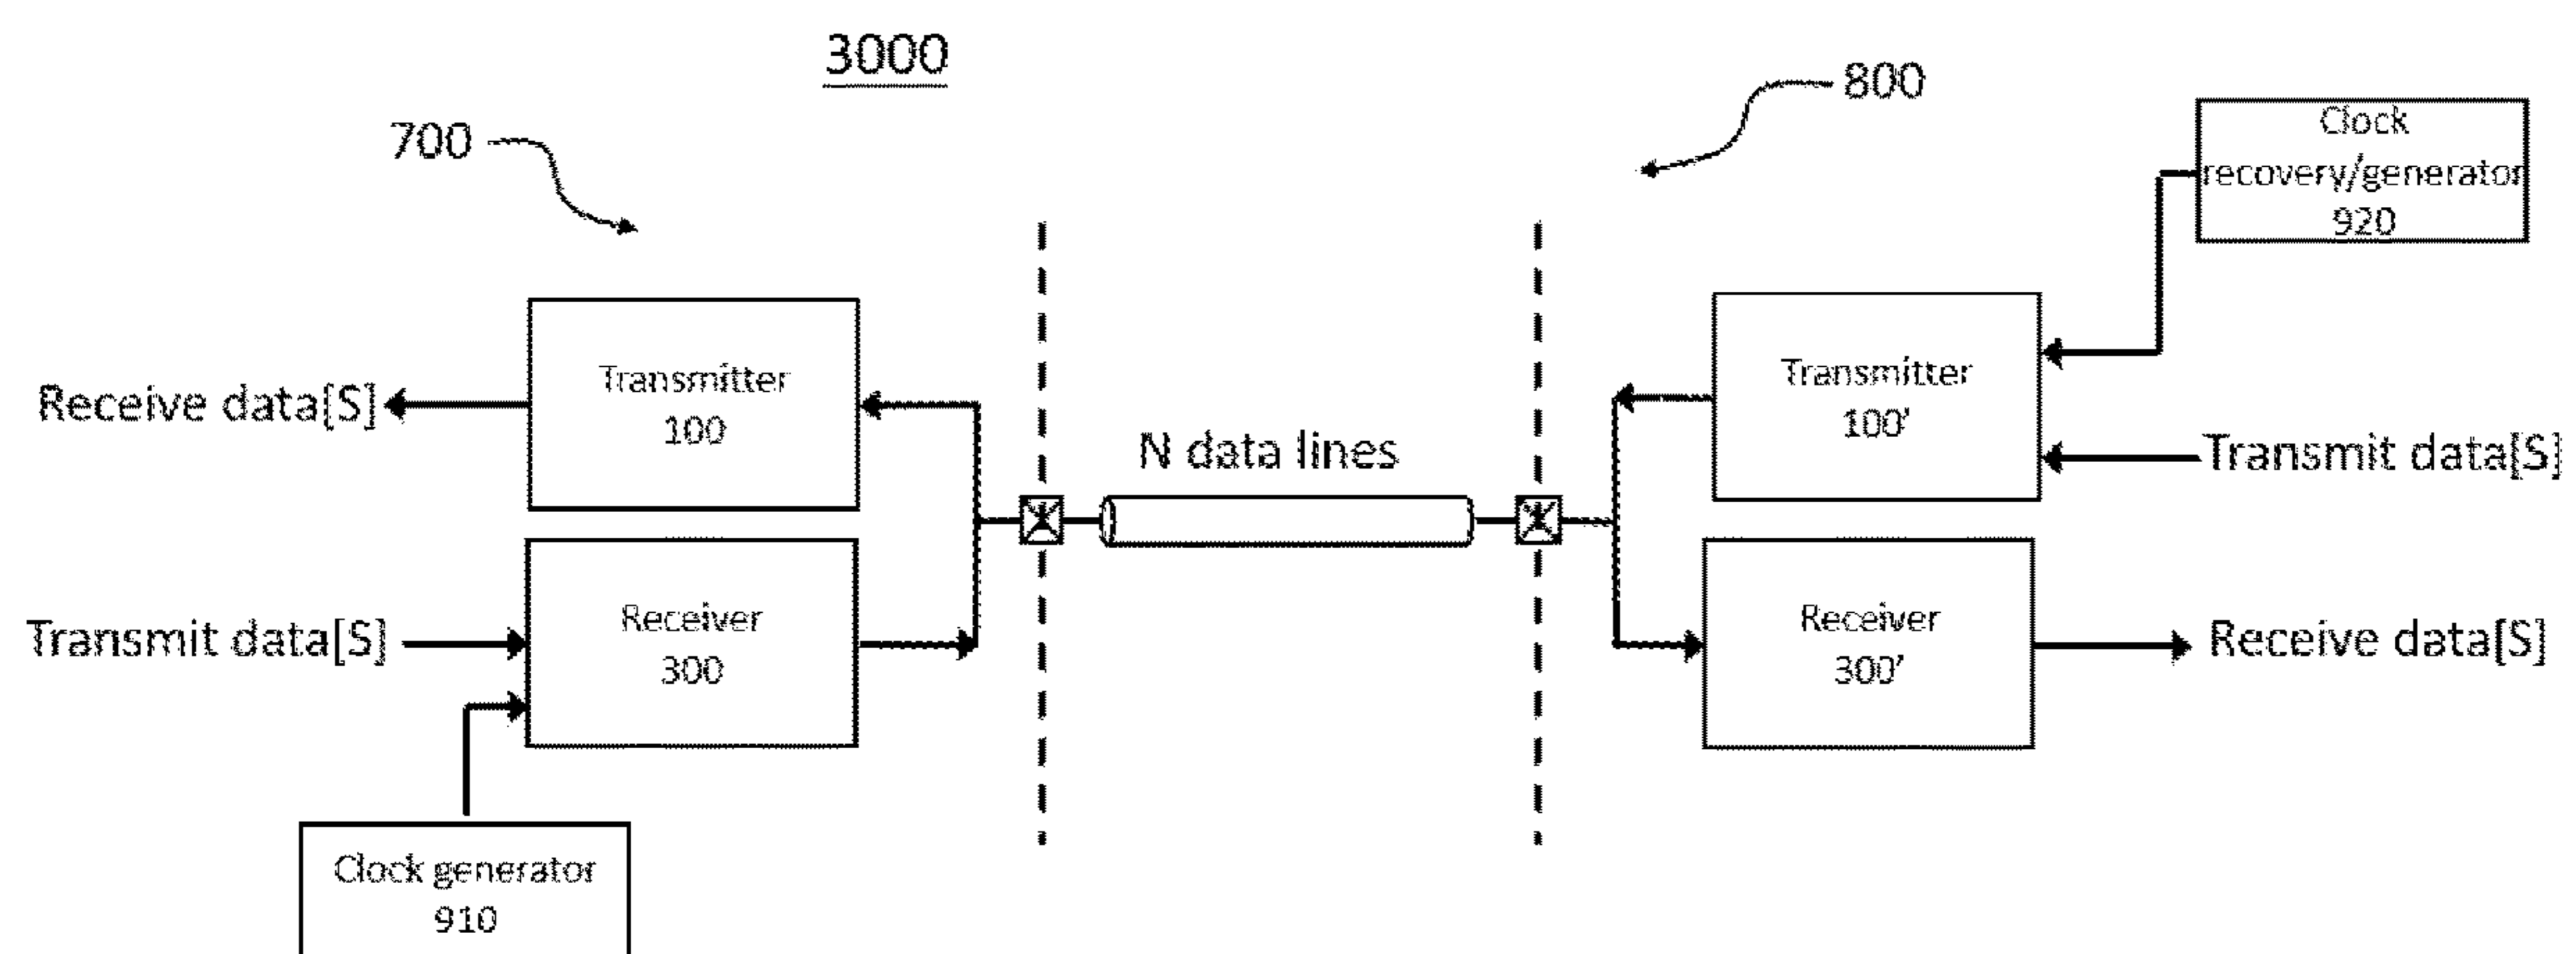 3000
700
800
Clock
recovery/generator
920
Transmitter
100
Receive data[S]
N data lines
Transmitter
100'
Transmit data[S]
Receiver
300
Transmit data[S]
Receiver
300'
Receive data[S]
Clock generator
910